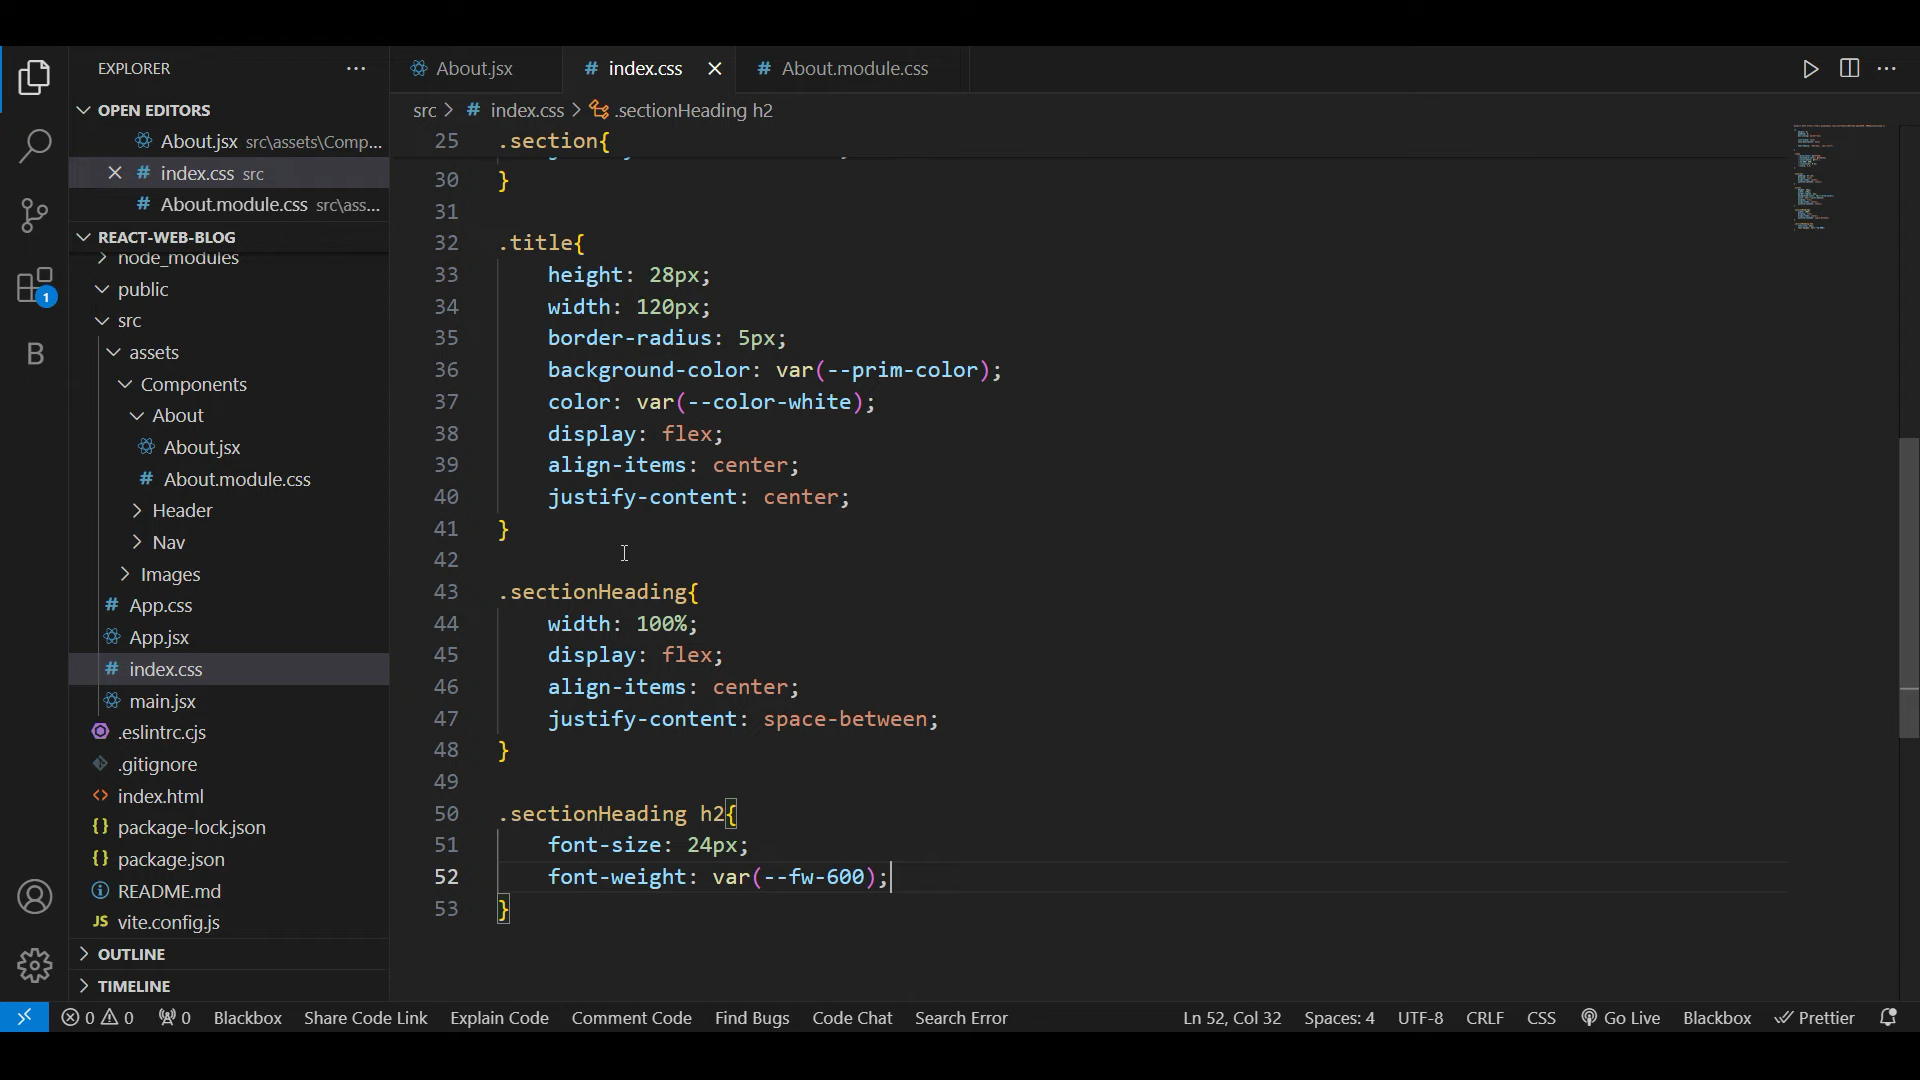 EXPLORER
···
OPEN EDITORS
About.jsx src\assets\Comp...
index.css src
About.module.css src\ass...
REACT-WEB-BLOG
node_modules
public
src
assets
Components
About
About.jsx
About.module.css
Header
Nav
Images
App.css
App.jsx
index.css
main.jsx
.eslintrc.cjs
.gitignore
index.html
package-lock.json
package.json
README.md
vite.config.js
OUTLINE
TIMELINE
1
B
About.jsx
# index.css
# About.module.css
src > # index.css > .sectionHeading h2
25 .section{
30 }
31
32 .title{
33 height: 28px;
34 width: 120px;
35 border-radius: 5px;
36 background-color: var(--prim-color);
37 color: var(--color-white);
38 display: flex;
39 align-items: center;
40 justify-content: center;
41 }
42
43 .sectionHeading{
44 width: 100%;
45 display: flex;
46 align-items: center;
47 justify-content: space-between;
48 }
49
50 .sectionHeading h2{
51 font-size: 24px;
52 font-weight: var(--fw-600);
53 }
0 0 0 Blackbox Share Code Link Explain Code Comment Code Find Bugs Code Chat Search Error Ln 52, Col 32 Spaces: 4 UTF-8 CRLF CSS Go Live Blackbox Prettier